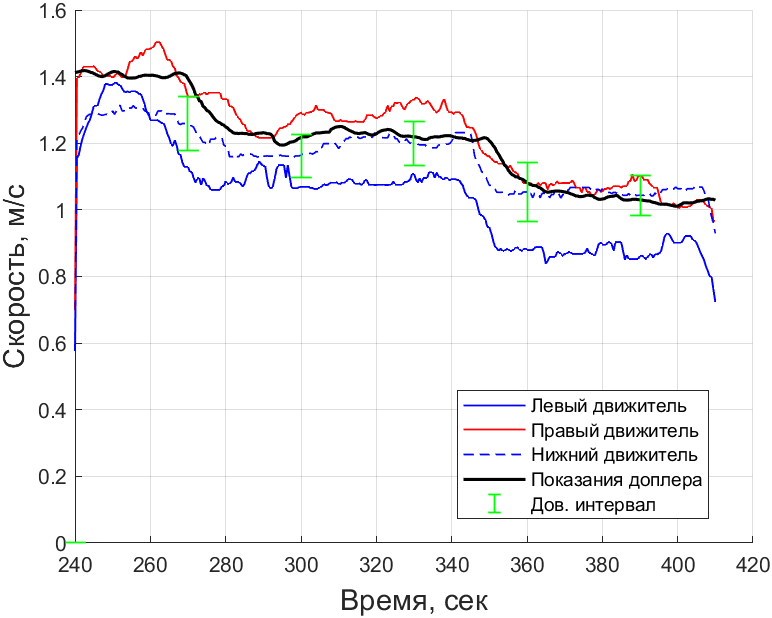 1.6
1.4
1.2
1
0.8
0.6
0.4
0.2
0
Скорость, м/с
240 260 280 300 320 340 360 380 400 420
Время, сек
Левый движитель
Правый движитель
Нижний движитель
Показания доплера
Дов. интервал